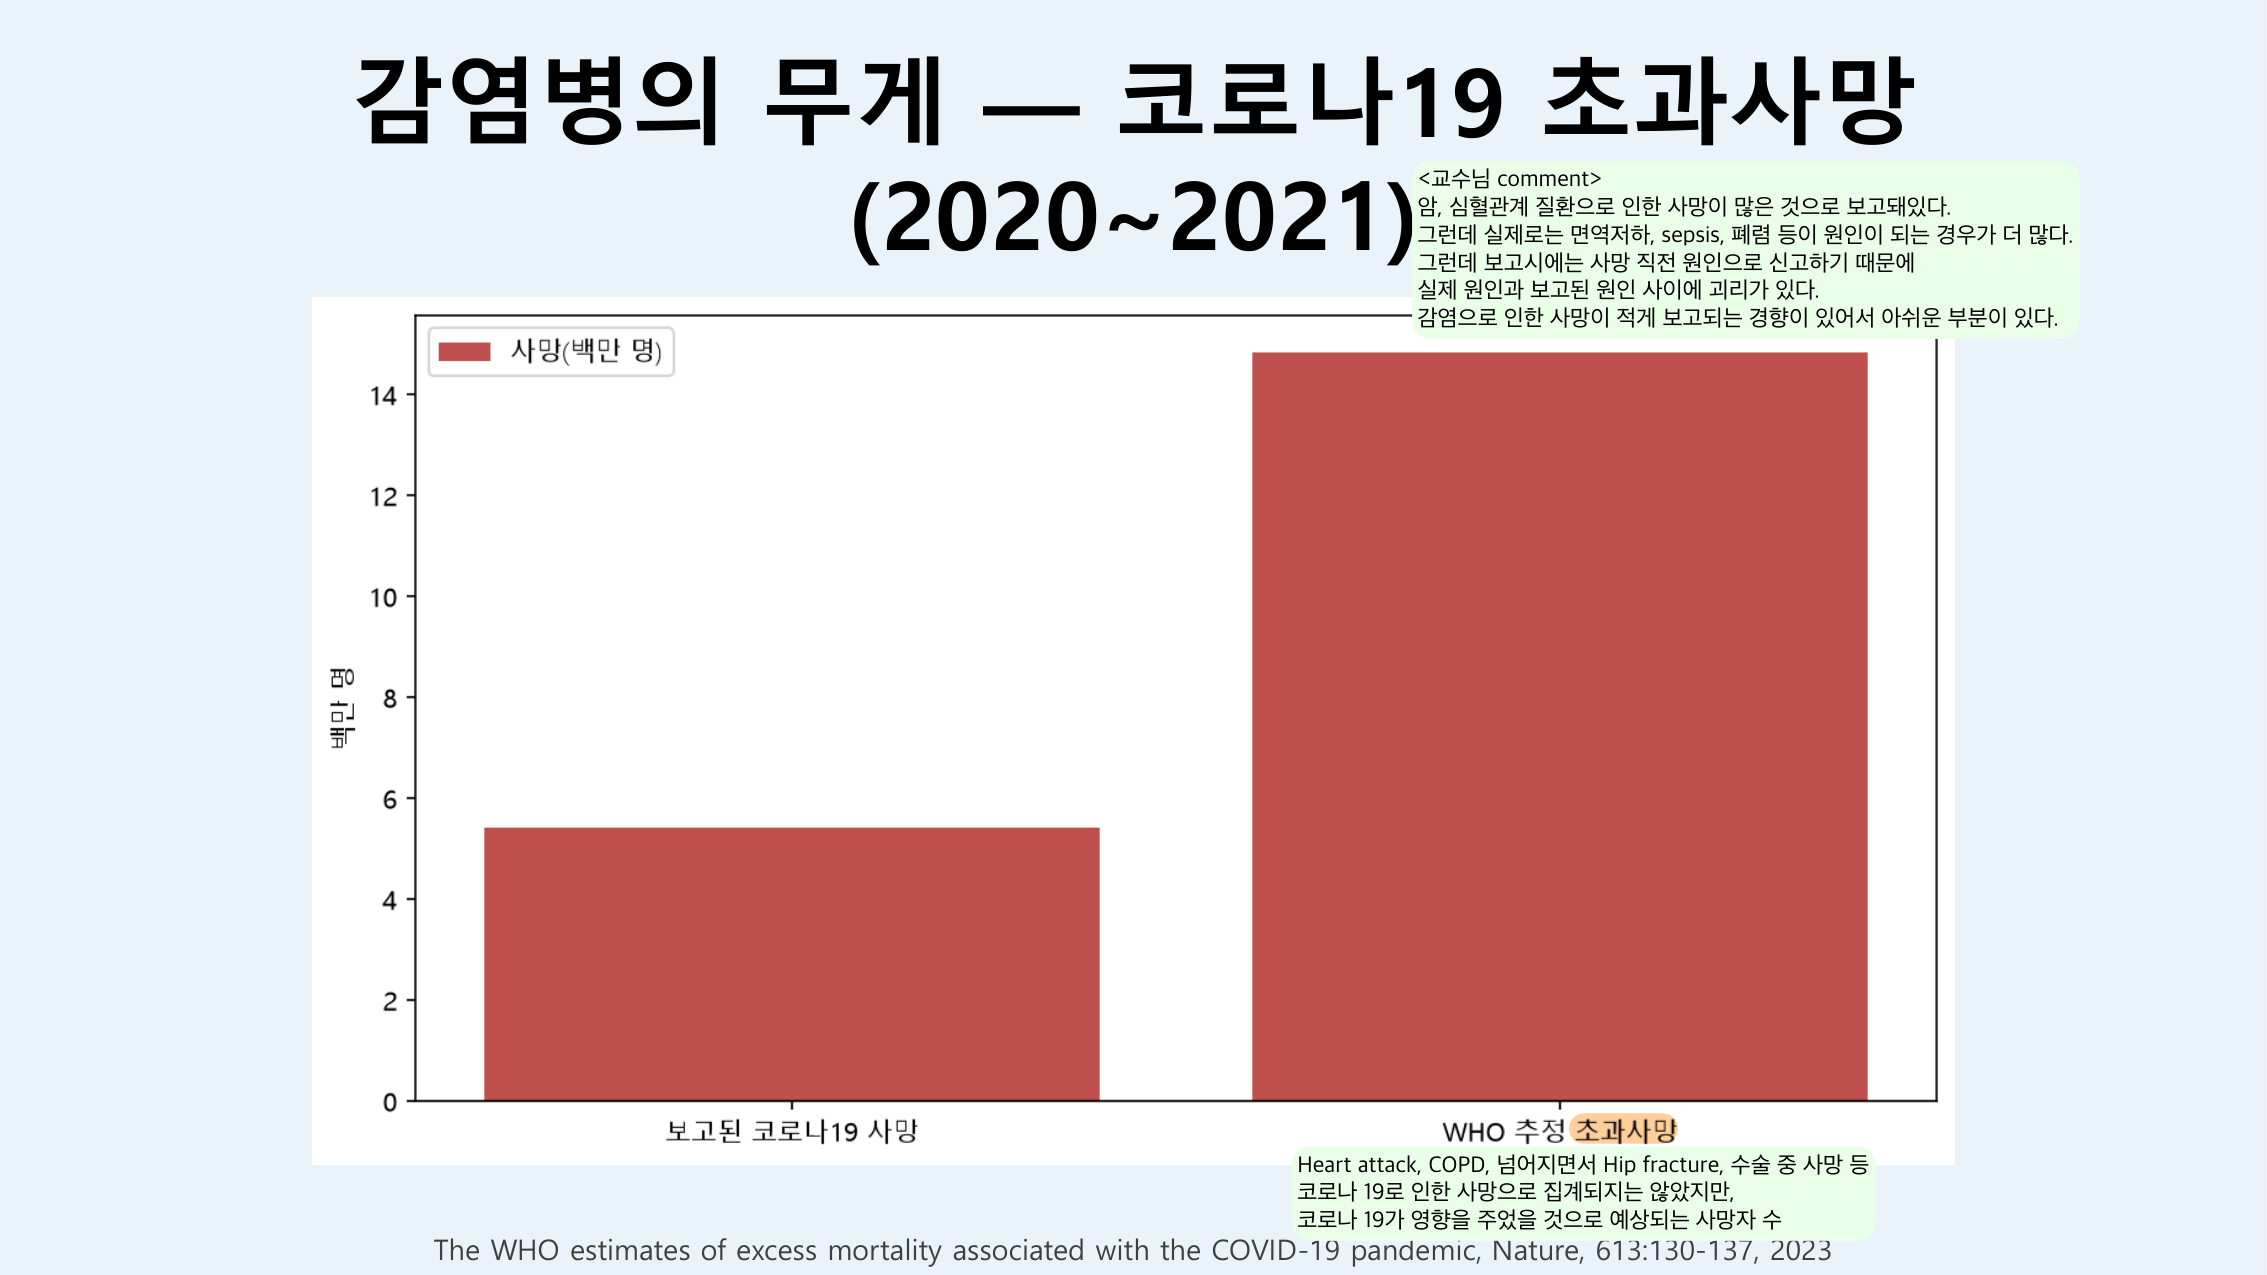 감염병의 무게 — 코로나19 초과사망
(2020~2021)
<교수님 comment>
암, 심혈관계 질환으로 인한 사망이 많은 것으로 보고돼있다.
그런데 실제로는 면역저하, sepsis, 폐렴 등이 원인이 되는 경우가 더 많다.
그런데 보고시에는 사망 직전 원인으로 신고하기 때문에
실제 원인과 보고된 원인 사이에 괴리가 있다.
감염으로 인한 사망이 적게 보고되는 경향이 있어서 아쉬운 부분이 있다.
사망(백만 명)
백만 명
14
12
10
8
6
4
2
0
보고된 코로나19 사망
WHO 추정 초과사망
Heart attack, COPD, 넘어지면서 Hip fracture, 수술 중 사망 등
코로나 19로 인한 사망으로 집계되지는 않았지만,
코로나 19가 영향을 주었을 것으로 예상되는 사망자 수
The WHO estimates of excess mortality associated with the COVID-19 pandemic, Nature, 613:130-137, 2023